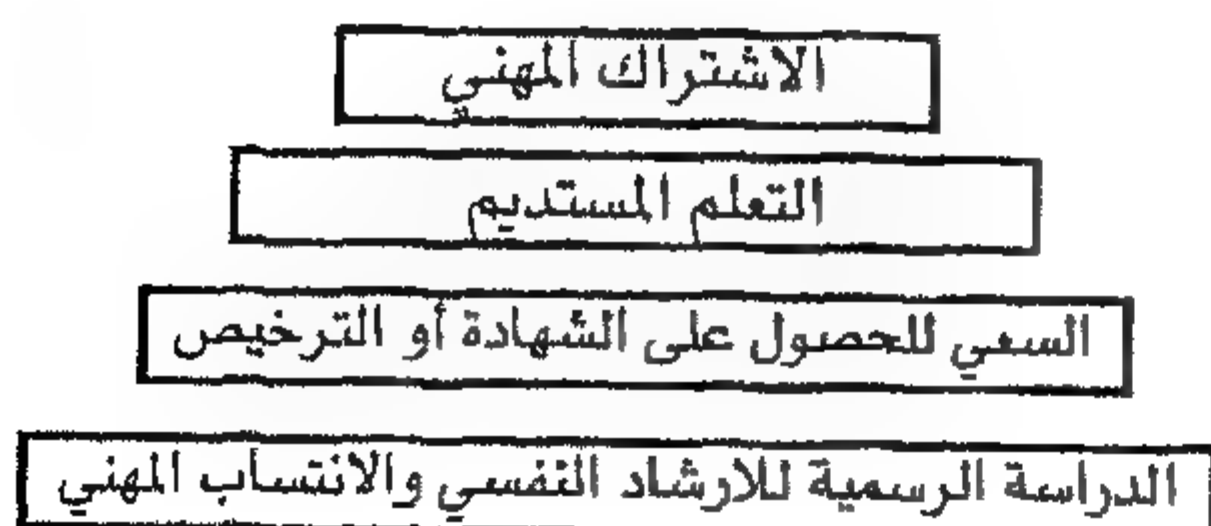 الاشتراك المهني
التعلم المستديم
السعي للحصول على الشهادة أو الترخيص
الدراسة الرسمية للارشاد النفسي والانتساب المهني